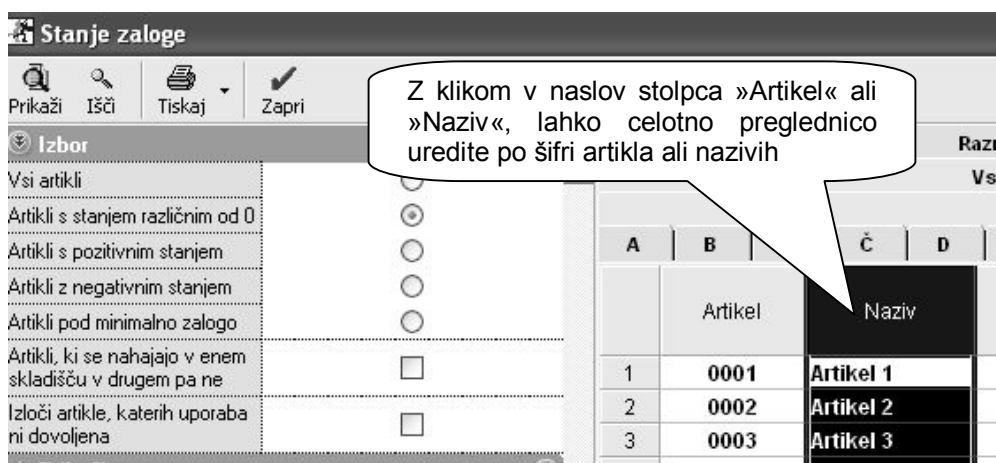 Stanje zaloge
Prikaži Išči Tiskaj Zapri
Z klikom v naslov stolpca »Artikel« ali
»Naziv«, lahko celotno preglednico
uredite po šifri artikla ali nazivih
Izbor
Vsi artikli
Artikli s stanjem različnim od 0
Artikli s pozitivnim stanjem
Artikli z negativnim stanjem
Artikli pod minimalno zalogo
Artikli, ki se nahajajo v enem
skladišču v drugem pa ne
Izloči artikle, katerih uporaba
ni dovoljena
A B Č D
Artikel Naziv
1 0001 Artikel 1
2 0002 Artikel 2
3 0003 Artikel 3